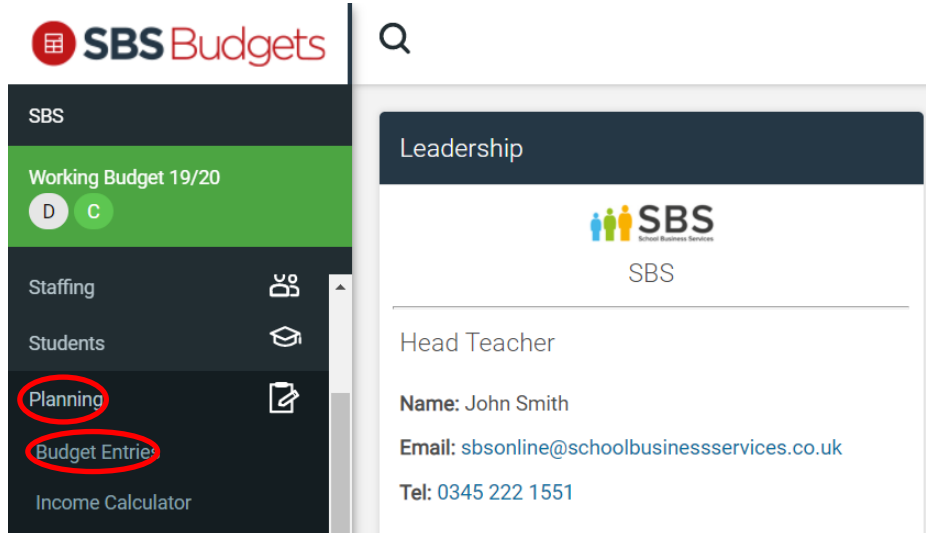 SBS Budgets
SBS
Working Budget 19/20
D C
Staffing
Students
Planning
Budget Entries
Income Calculator
Leadership
SBS
School Business Services
SBS
Head Teacher
Name: John Smith
Email: sbsonline@schoolbusinessservices.co.uk
Tel: 0345 222 1551